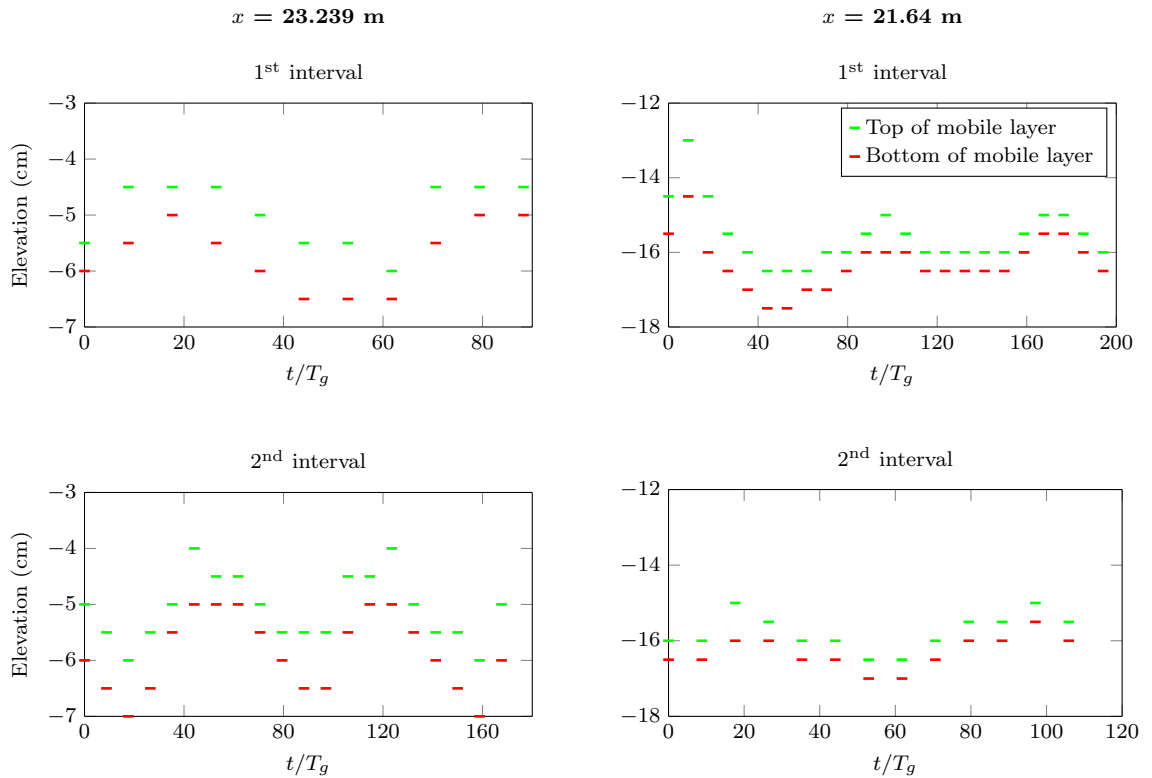 x = 23.239 m
x = 21.64 m
1st interval
1st interval
−3
−4
−5
−6
−7
Elevation (cm)
0 20 40 60 80
t/Tg
−12
−14
−16
−18
Top of mobile layer
Bottom of mobile layer
0 40 80 120 160 200
t/Tg
2nd interval
2nd interval
−3
−4
−5
−6
−7
Elevation (cm)
0 40 80 120 160
t/Tg
−12
−14
−16
−18
0 20 40 60 80 100 120
t/Tg